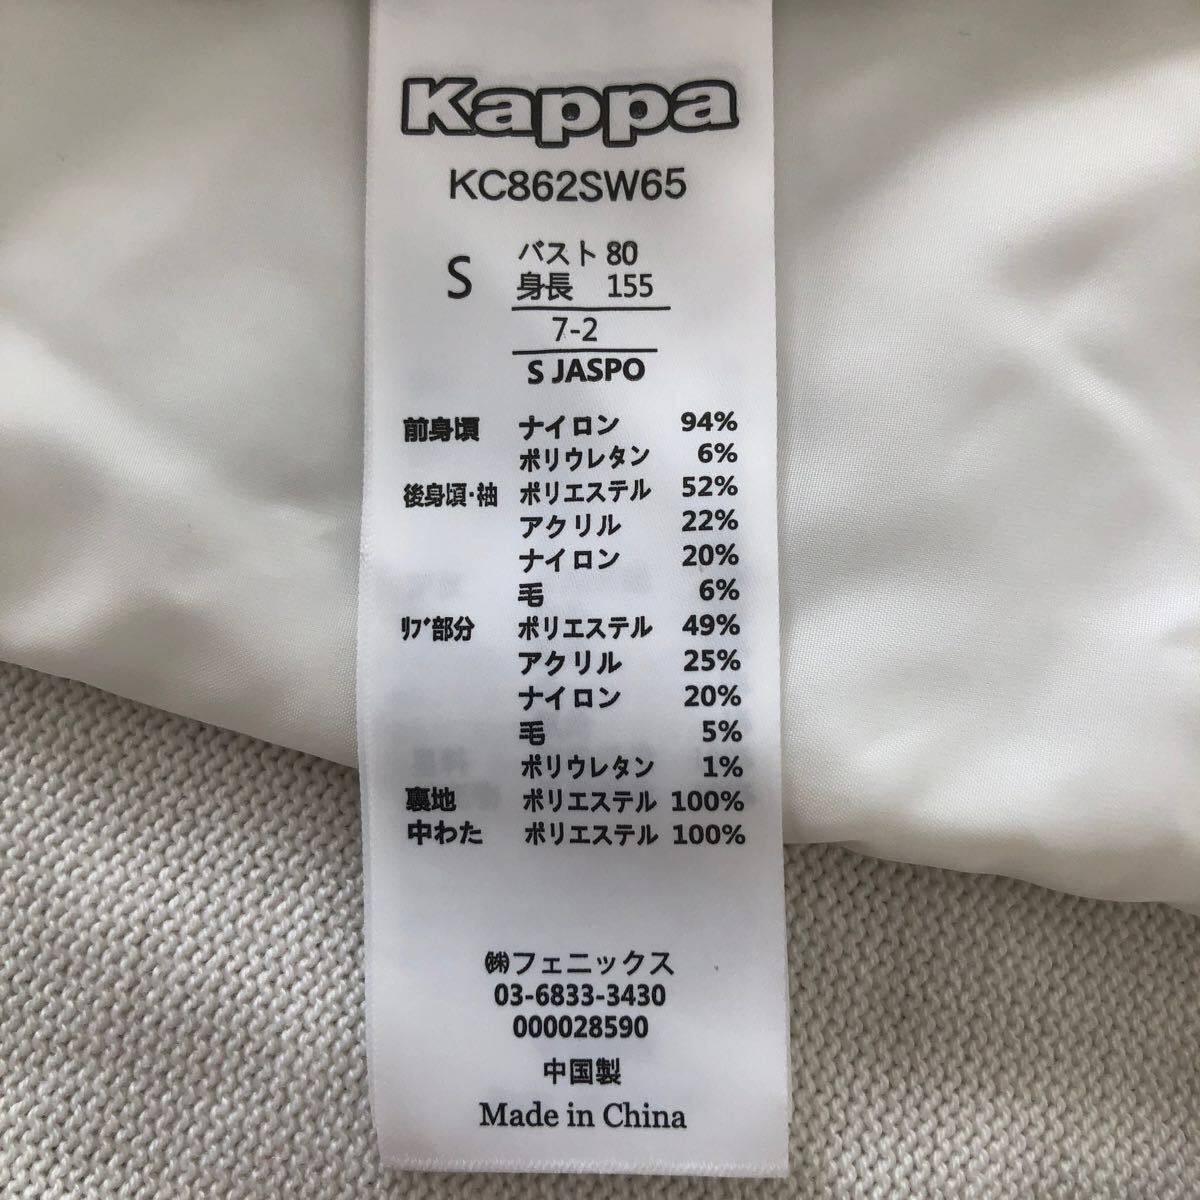 Kappa
KC862SW65
S バスト 80
身長 155
7-2
S JASPO
前身頃 ナイロン 94%
ポリウレタン 6%
後身頃・袖 ポリエステル 52%
アクリル 22%
ナイロン 20%
毛 6%
ﾘﾌﾞ部分 ポリエステル 49%
アクリル 25%
ナイロン 20%
毛 5%
ポリウレタン 1%
裏地 ポリエステル 100%
中わた ポリエステル 100%
㈱フェニックス
03-6833-3430
000028590
中国製
Made in China